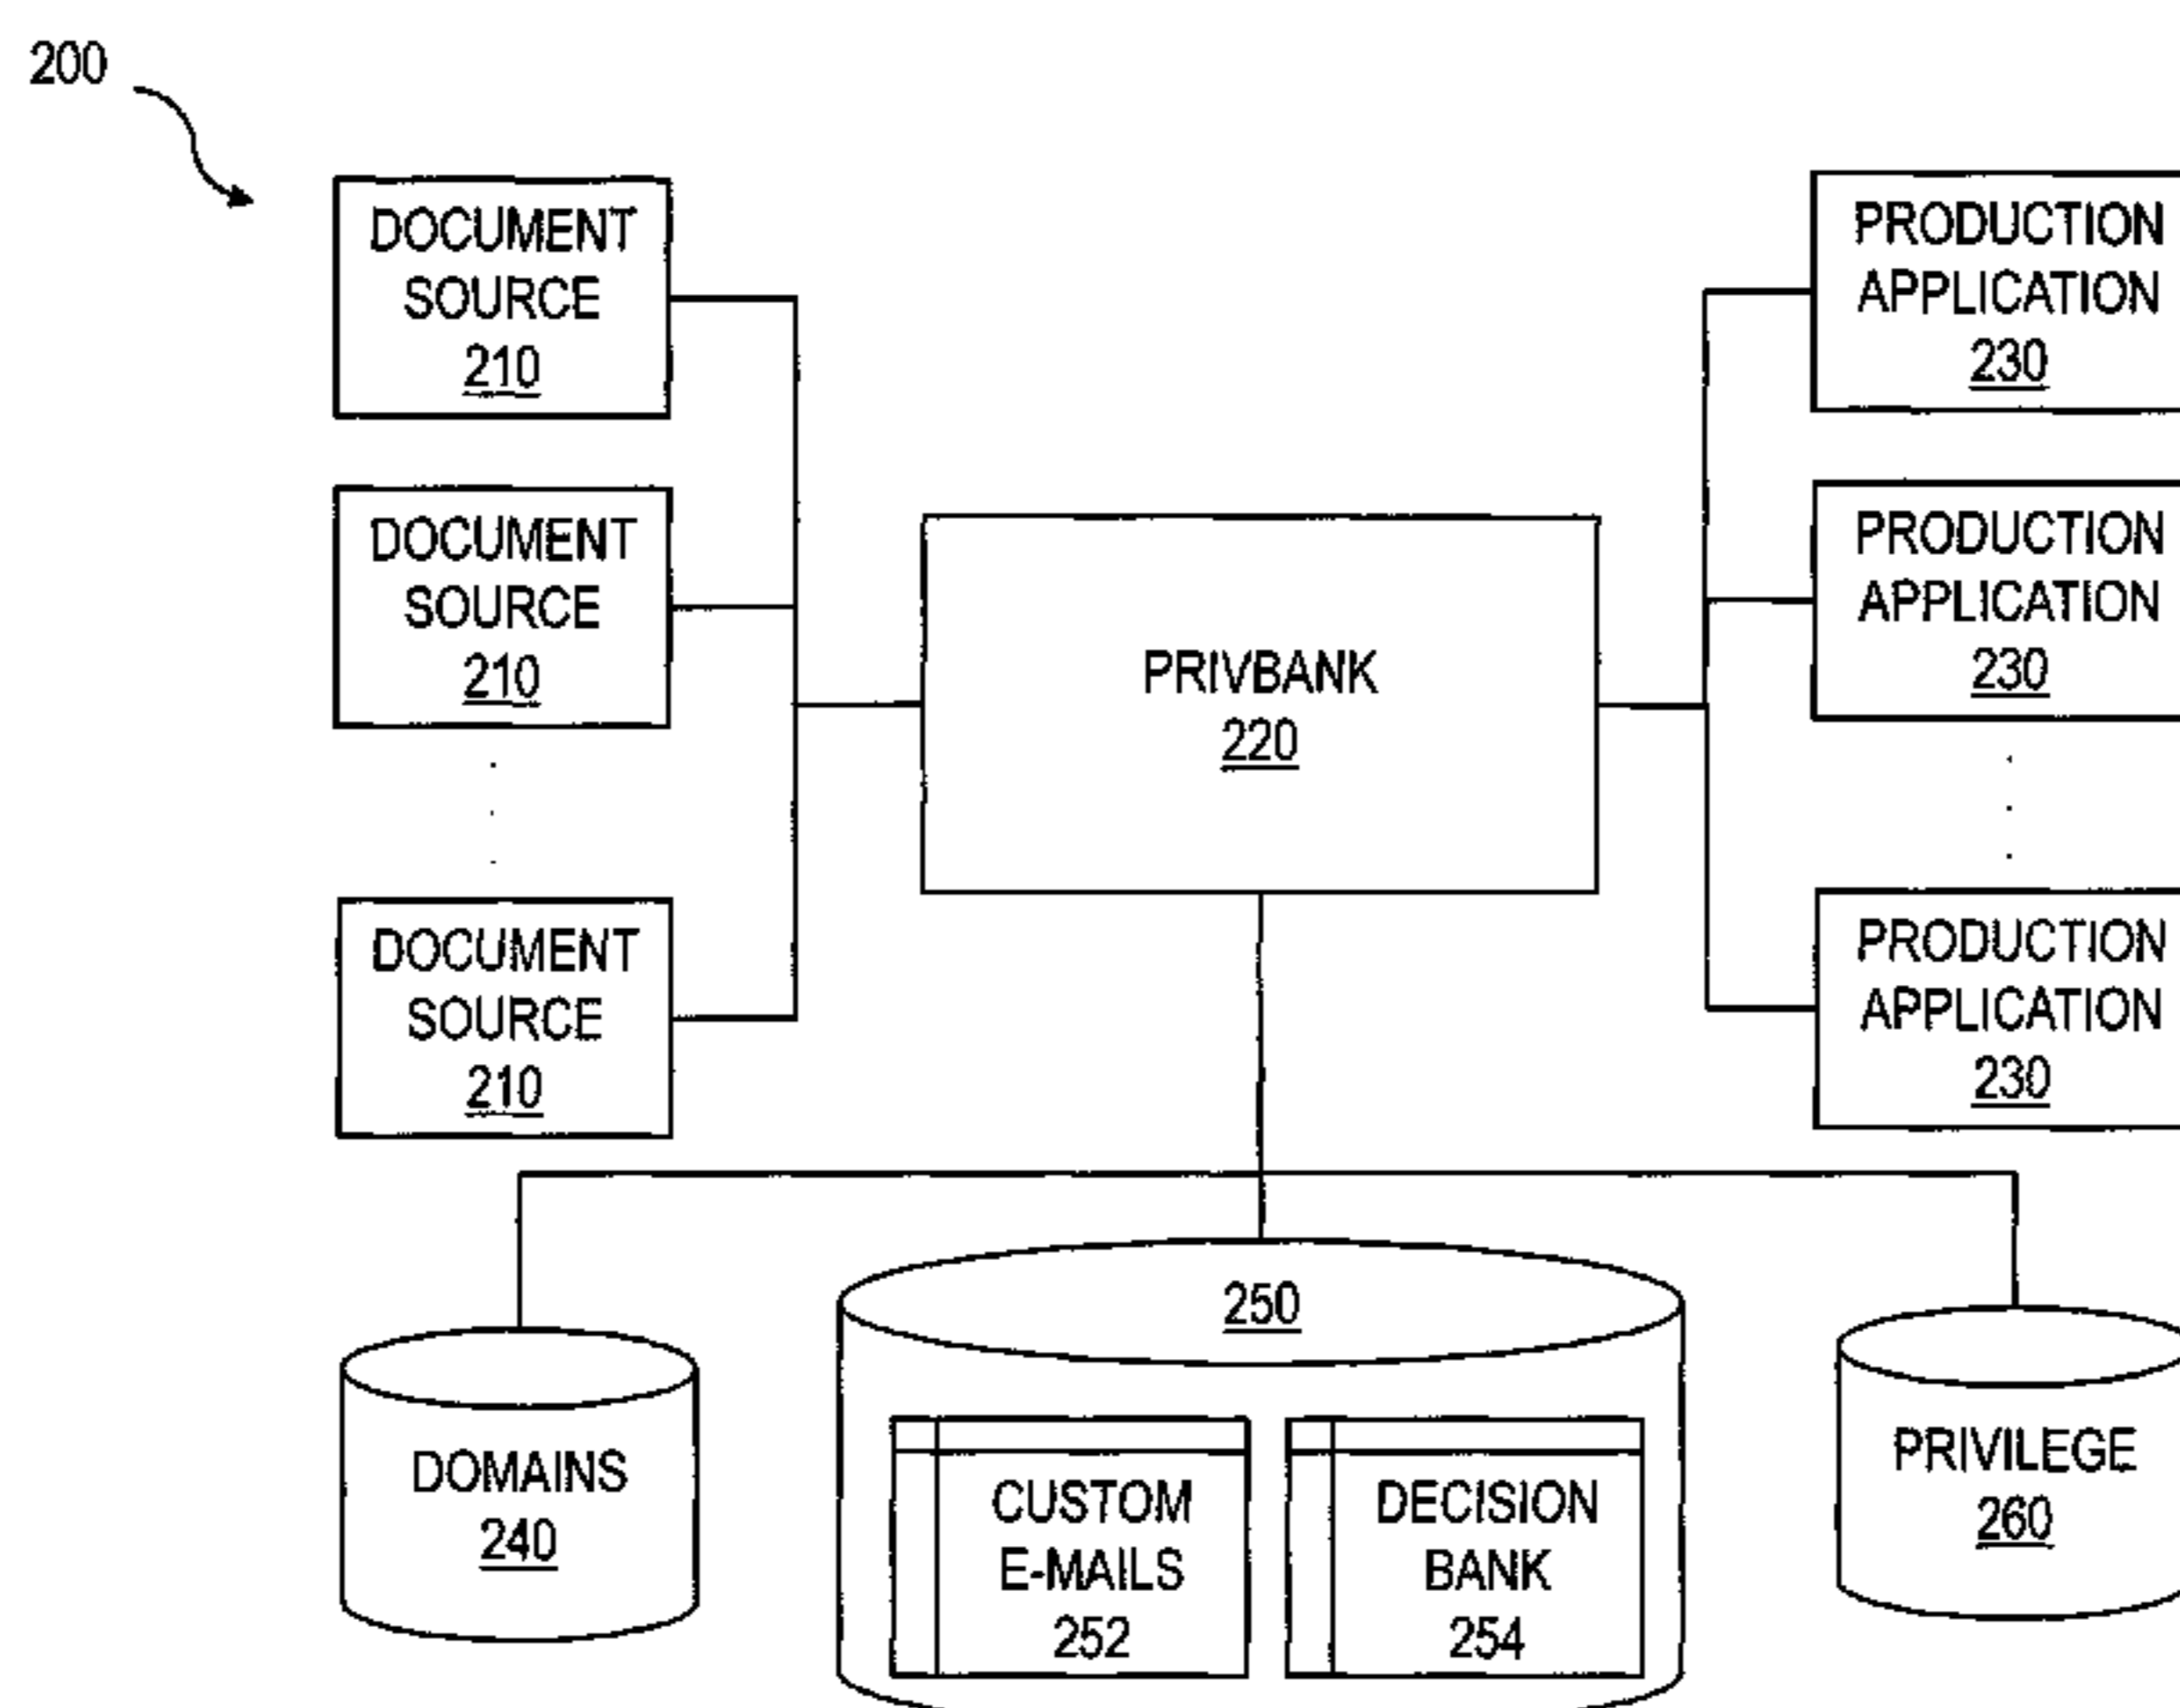 200
DOCUMENT
SOURCE
210
DOCUMENT
SOURCE
210
DOCUMENT
SOURCE
210
PRIVBANK
220
PRODUCTION
APPLICATION
230
PRODUCTION
APPLICATION
230
PRODUCTION
APPLICATION
230
DOMAINS
240
250
CUSTOM
E-MAILS
252
DECISION
BANK
254
PRIVILEGE
260